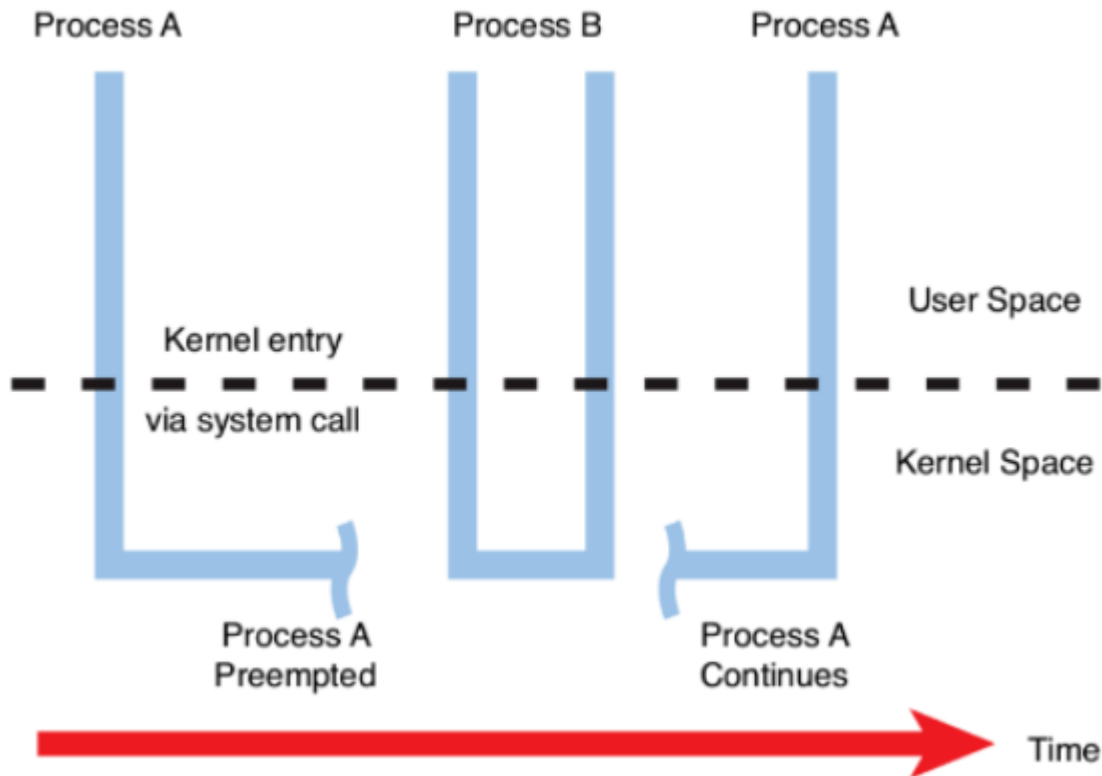 Process A
Process B
Process A
User Space
Kernel entry
via system call
Kernel Space
Process A
Preempted
Process A
Continues
Time